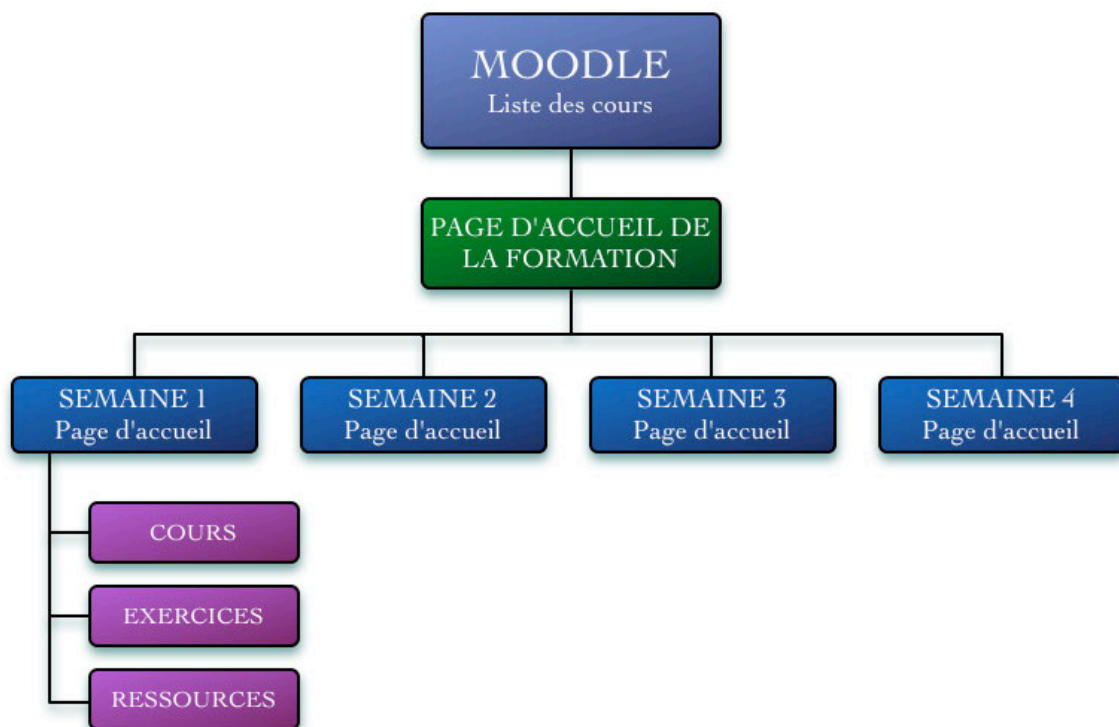 MOODLE
Liste des cours
PAGE D'ACCUEIL DE
LA FORMATION
SEMAINE 1
Page d'accueil
SEMAINE 2
Page d'accueil
SEMAINE 3
Page d'accueil
SEMAINE 4
Page d'accueil
COURS
EXERCICES
RESSOURCES